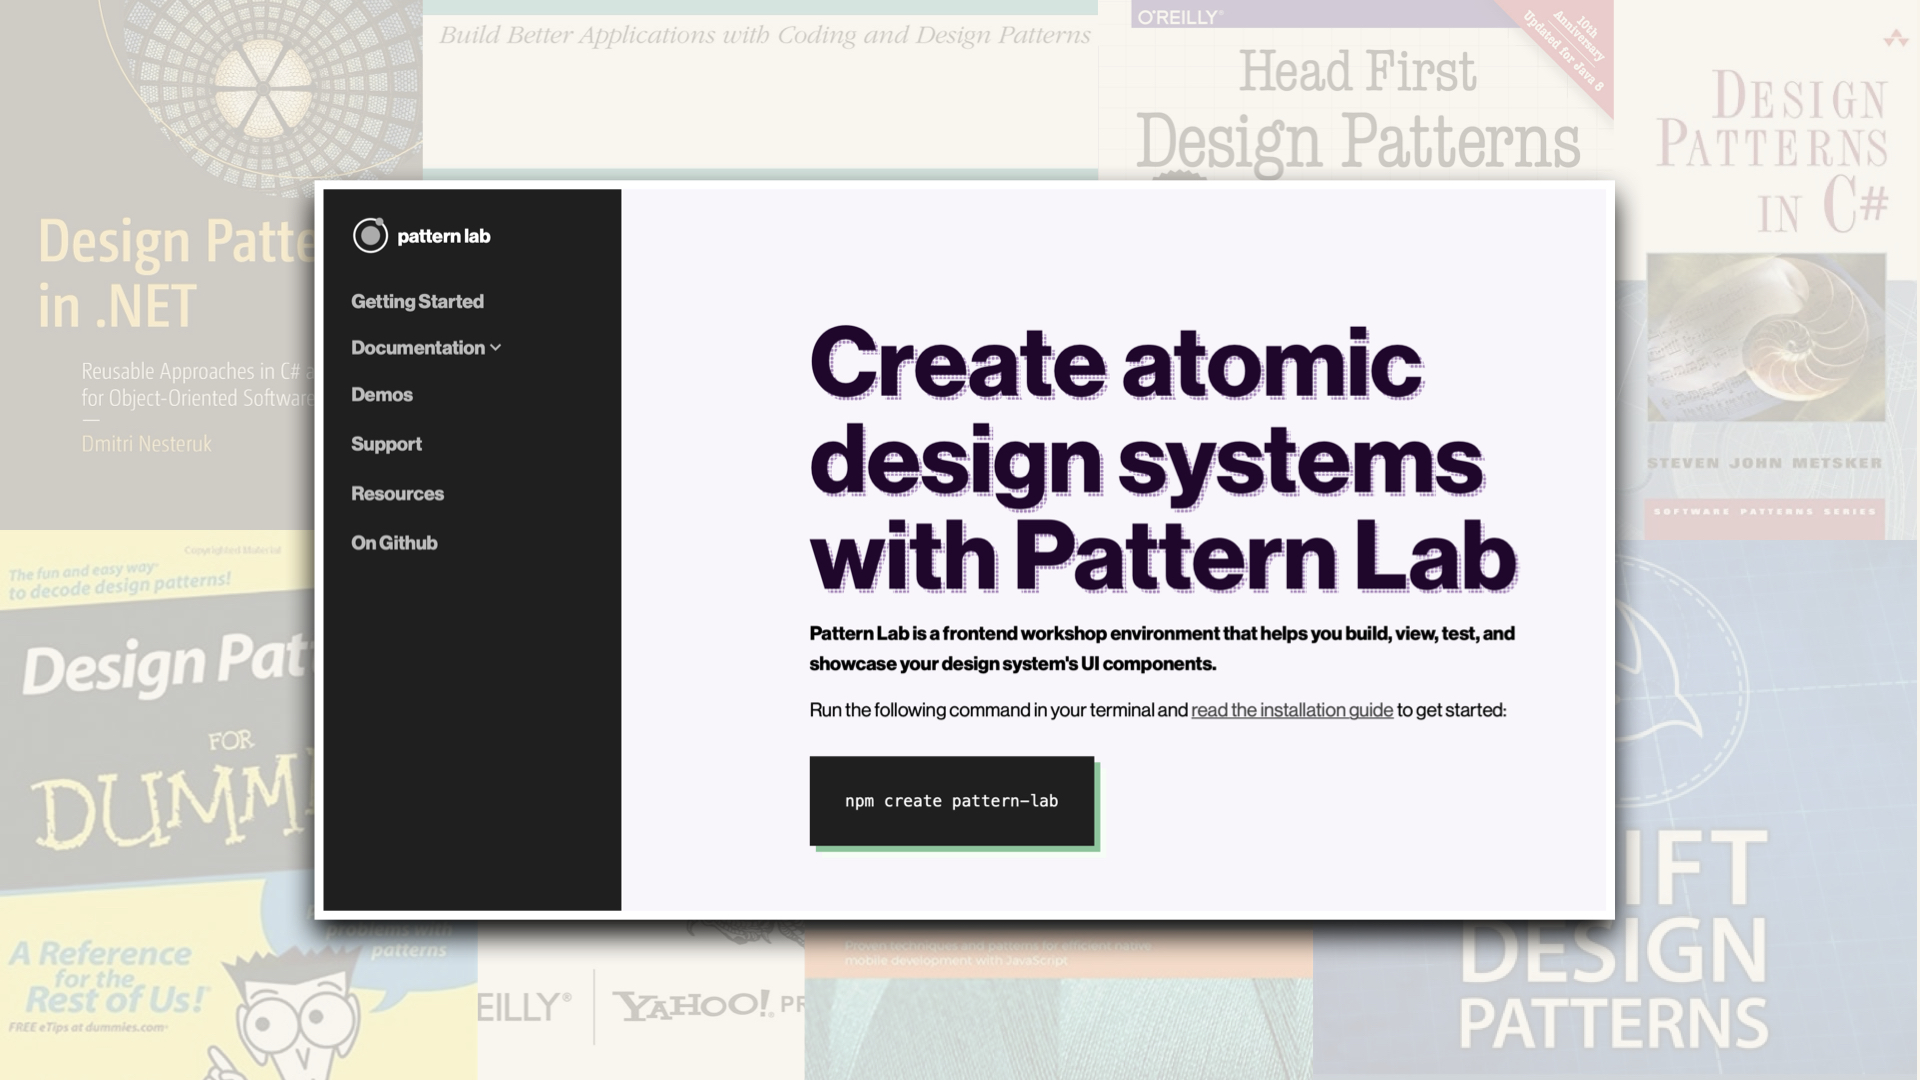 Build Better Applications with Coding and Design Patterns
O'REILLY®
10th
Anniversary
Updated for Java 8
Head First
Design Patterns
DESIGN
PATTERNS
IN C#
STEVEN JOHN METSKER
SOFTWARE PATTERNS SERIES
Design Patte
in .NET
Reusable Approaches in C# a
for Object-Oriented Software
Dmitri Nesteruk
pattern lab
Getting Started
Documentation
Demos
Support
Resources
On Github
Create atomic
design systems
with Pattern Lab
Pattern Lab is a frontend workshop environment that helps you build, view, test, and
showcase your design system's UI components.
Run the following command in your terminal and read the installation guide to get started:
npm create pattern-lab
Copyrighted Material
The fun and easy way™
to decode design patterns!
Design Pat
FOR
DUMM
problems with
patterns
A Reference
for the
Rest of Us!™
FREE eTips at dummies.com®
EILLY®
YAHOO! PR
Proven techniques and patterns for efficient native
mobile development with JavaScript
IFT
DESIGN
PATTERNS